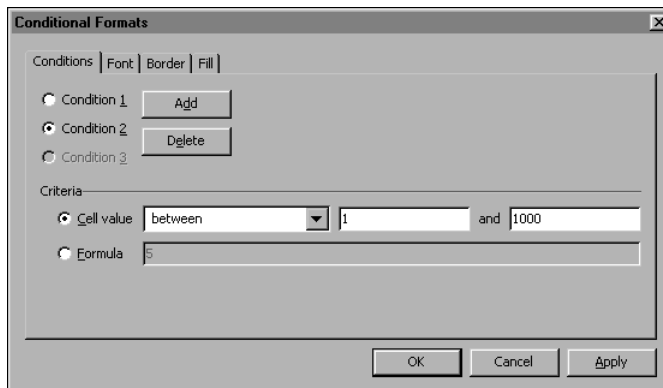 Conditional Formats
Conditions Font Border Fill
Condition 1 Add
Condition 2 Delete
Condition 3
Criteria
Cell value between 1 and 1000
Formula 5
OK Cancel Apply